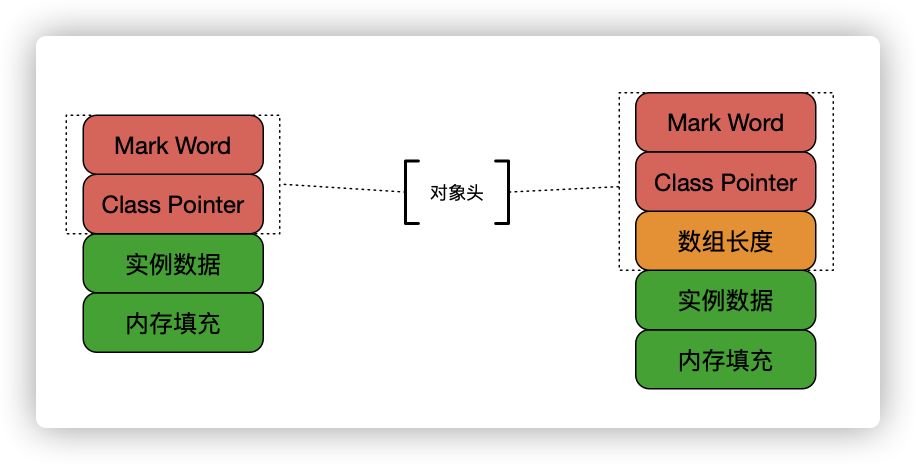 Mark Word
Class Pointer
实例数据
内存填充
对象头
Mark Word
Class Pointer
数组长度
实例数据
内存填充